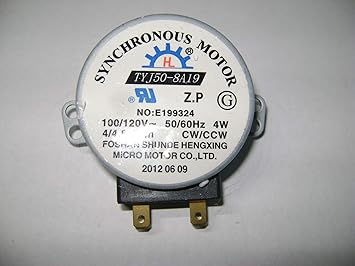 SYNCHRONOUS MOTOR
HL
TYJ50-8A19
Z.P
G
NO:E199324
100/120V~ 50/60Hz 4W
CW/CCW
FOSHAN SHUNDE HENGXING
MICRO MOTOR CO.,LTD.
2012 06 09